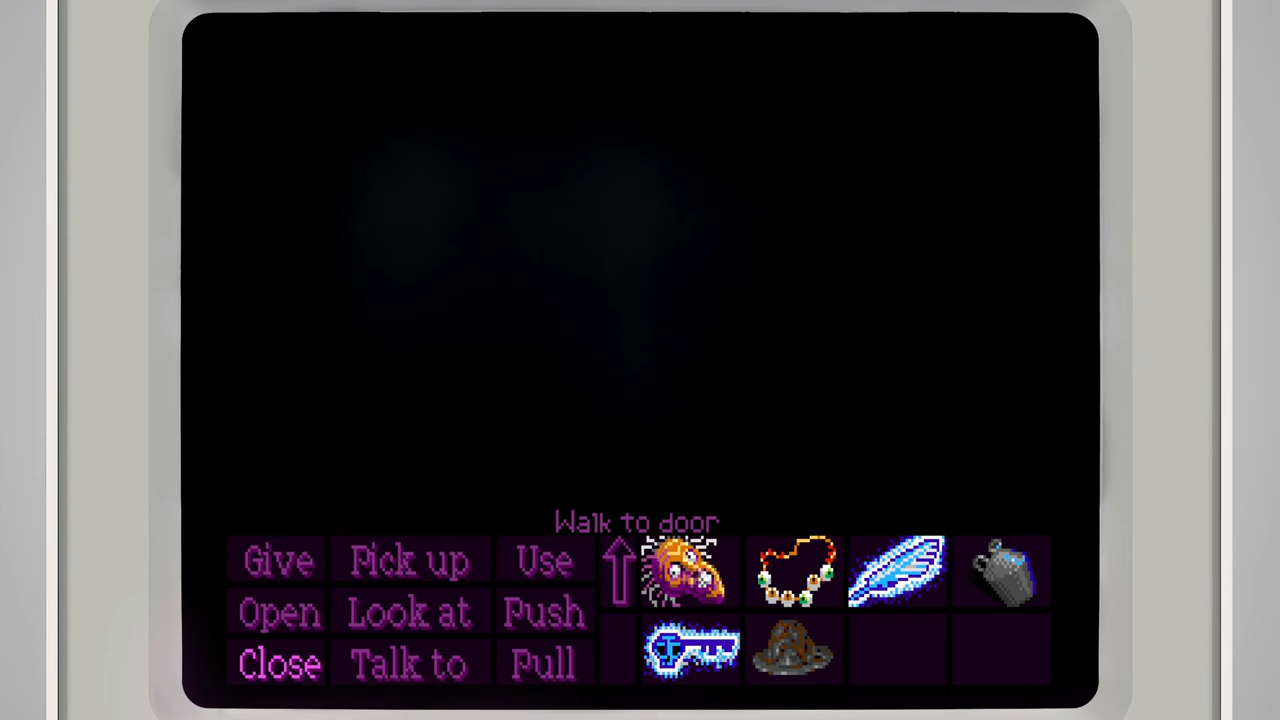 Walk to door
Give Pick up Use
Open Look at Push
Close Talk to Pull